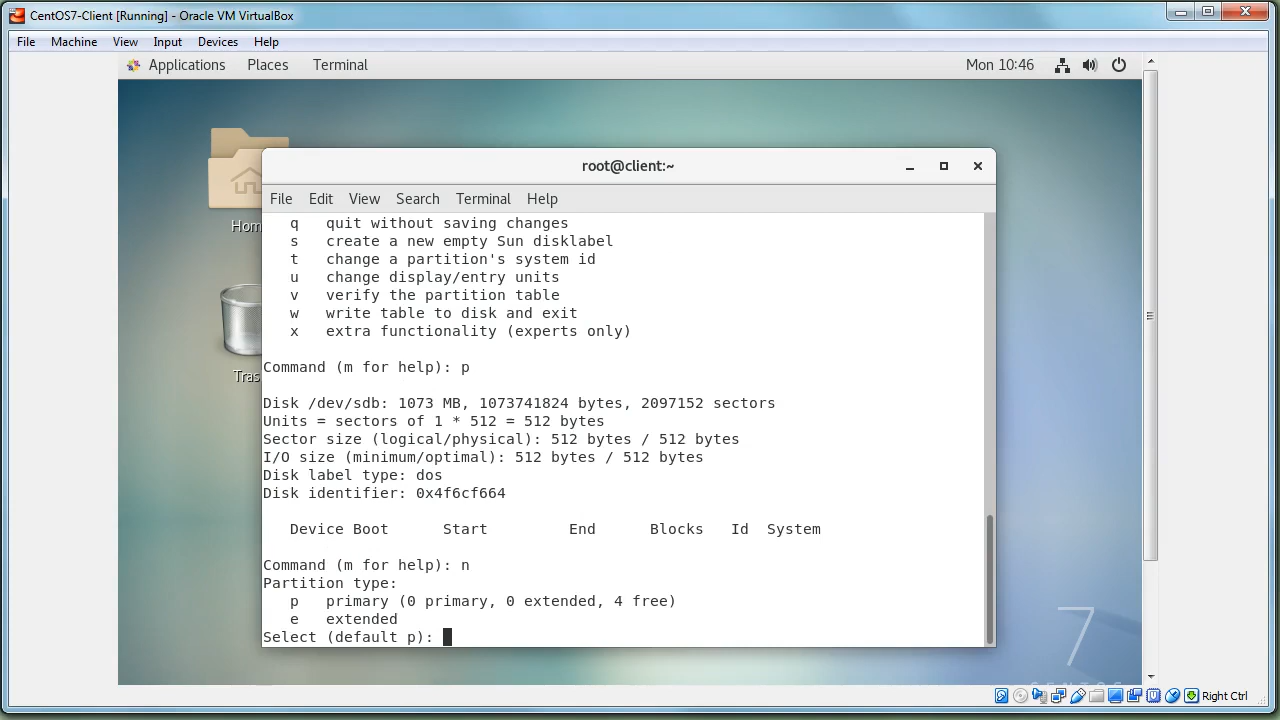 CentOS7-Client [Running] - Oracle VM VirtualBox
File Machine View Input Devices Help
Applications Places Terminal Mon 10:46
root@client:~
File Edit View Search Terminal Help
q quit without saving changes
s create a new empty Sun disklabel
t change a partition's system id
u change display/entry units
v verify the partition table
w write table to disk and exit
x extra functionality (experts only)
Command (m for help): p
Disk /dev/sdb: 1073 MB, 1073741824 bytes, 2097152 sectors
Units = sectors of 1 * 512 = 512 bytes
Sector size (logical/physical): 512 bytes / 512 bytes
I/O size (minimum/optimal): 512 bytes / 512 bytes
Disk label type: dos
Disk identifier: 0x4f6cf664
Device Boot Start End Blocks Id System
Command (m for help): n
Partition type:
p primary (0 primary, 0 extended, 4 free)
e extended
Select (default p):
Hom
Tras
7
Right Ctrl